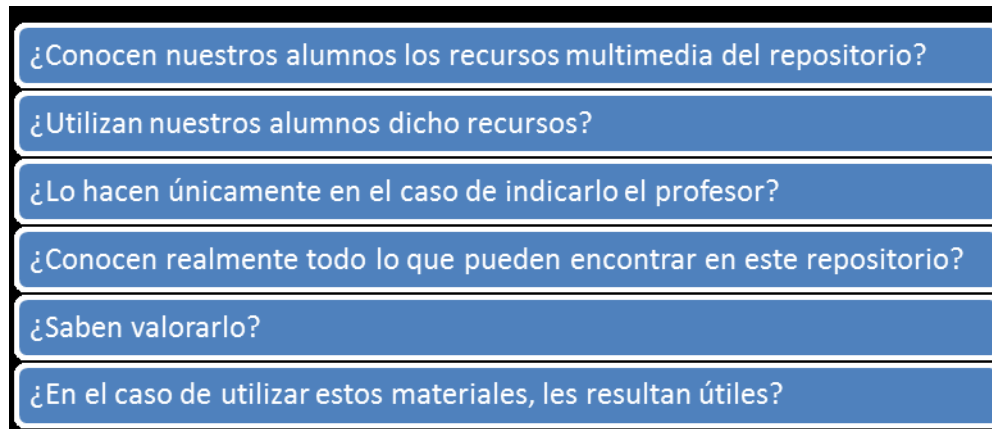 ¿Conocen nuestros alumnos los recursos multimedia del repositorio?
¿Utilizan nuestros alumnos dicho recursos?
¿Lo hacen únicamente en el caso de indicarlo el profesor?
¿Conocen realmente todo lo que pueden encontrar en este repositorio?
¿Saben valorarlo?
¿En el caso de utilizar estos materiales, les resultan útiles?